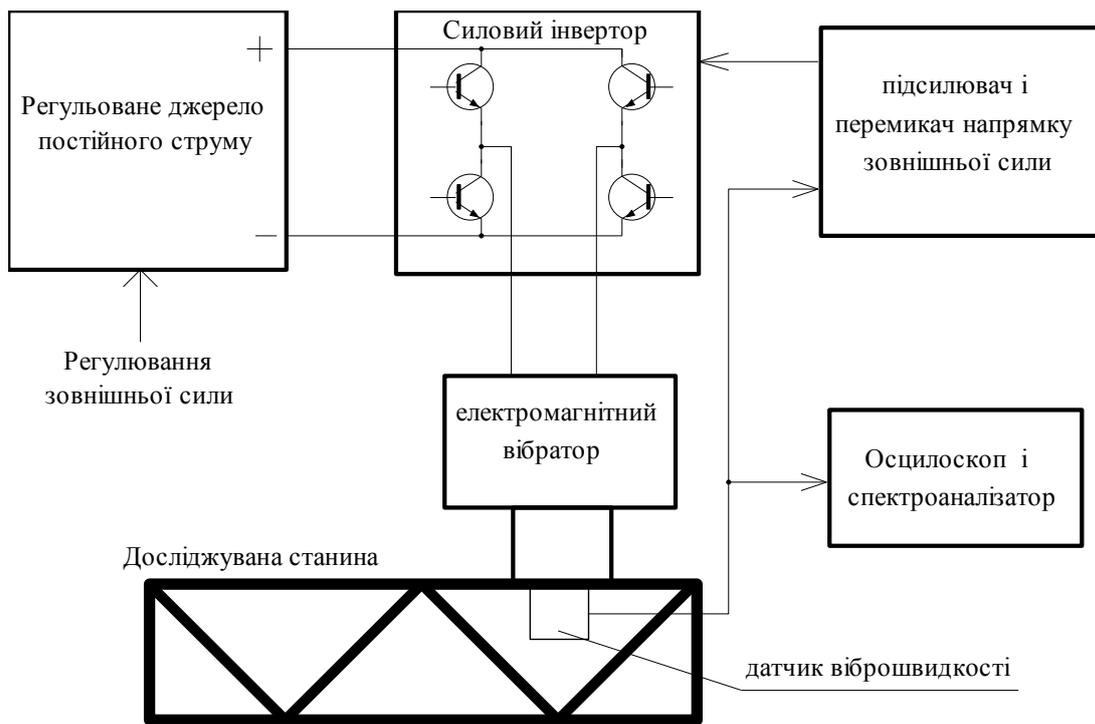 Силовий інвертор
+
Регульоване джерело
постійного струму
−
підсилювач і
перемикач напрямку
зовнішньої сили
Регулювання
зовнішньої сили
електромагнітний
вібратор
Осцилоскоп і
спектроаналізатор
Досліджувана станина
датчик віброшвидкості